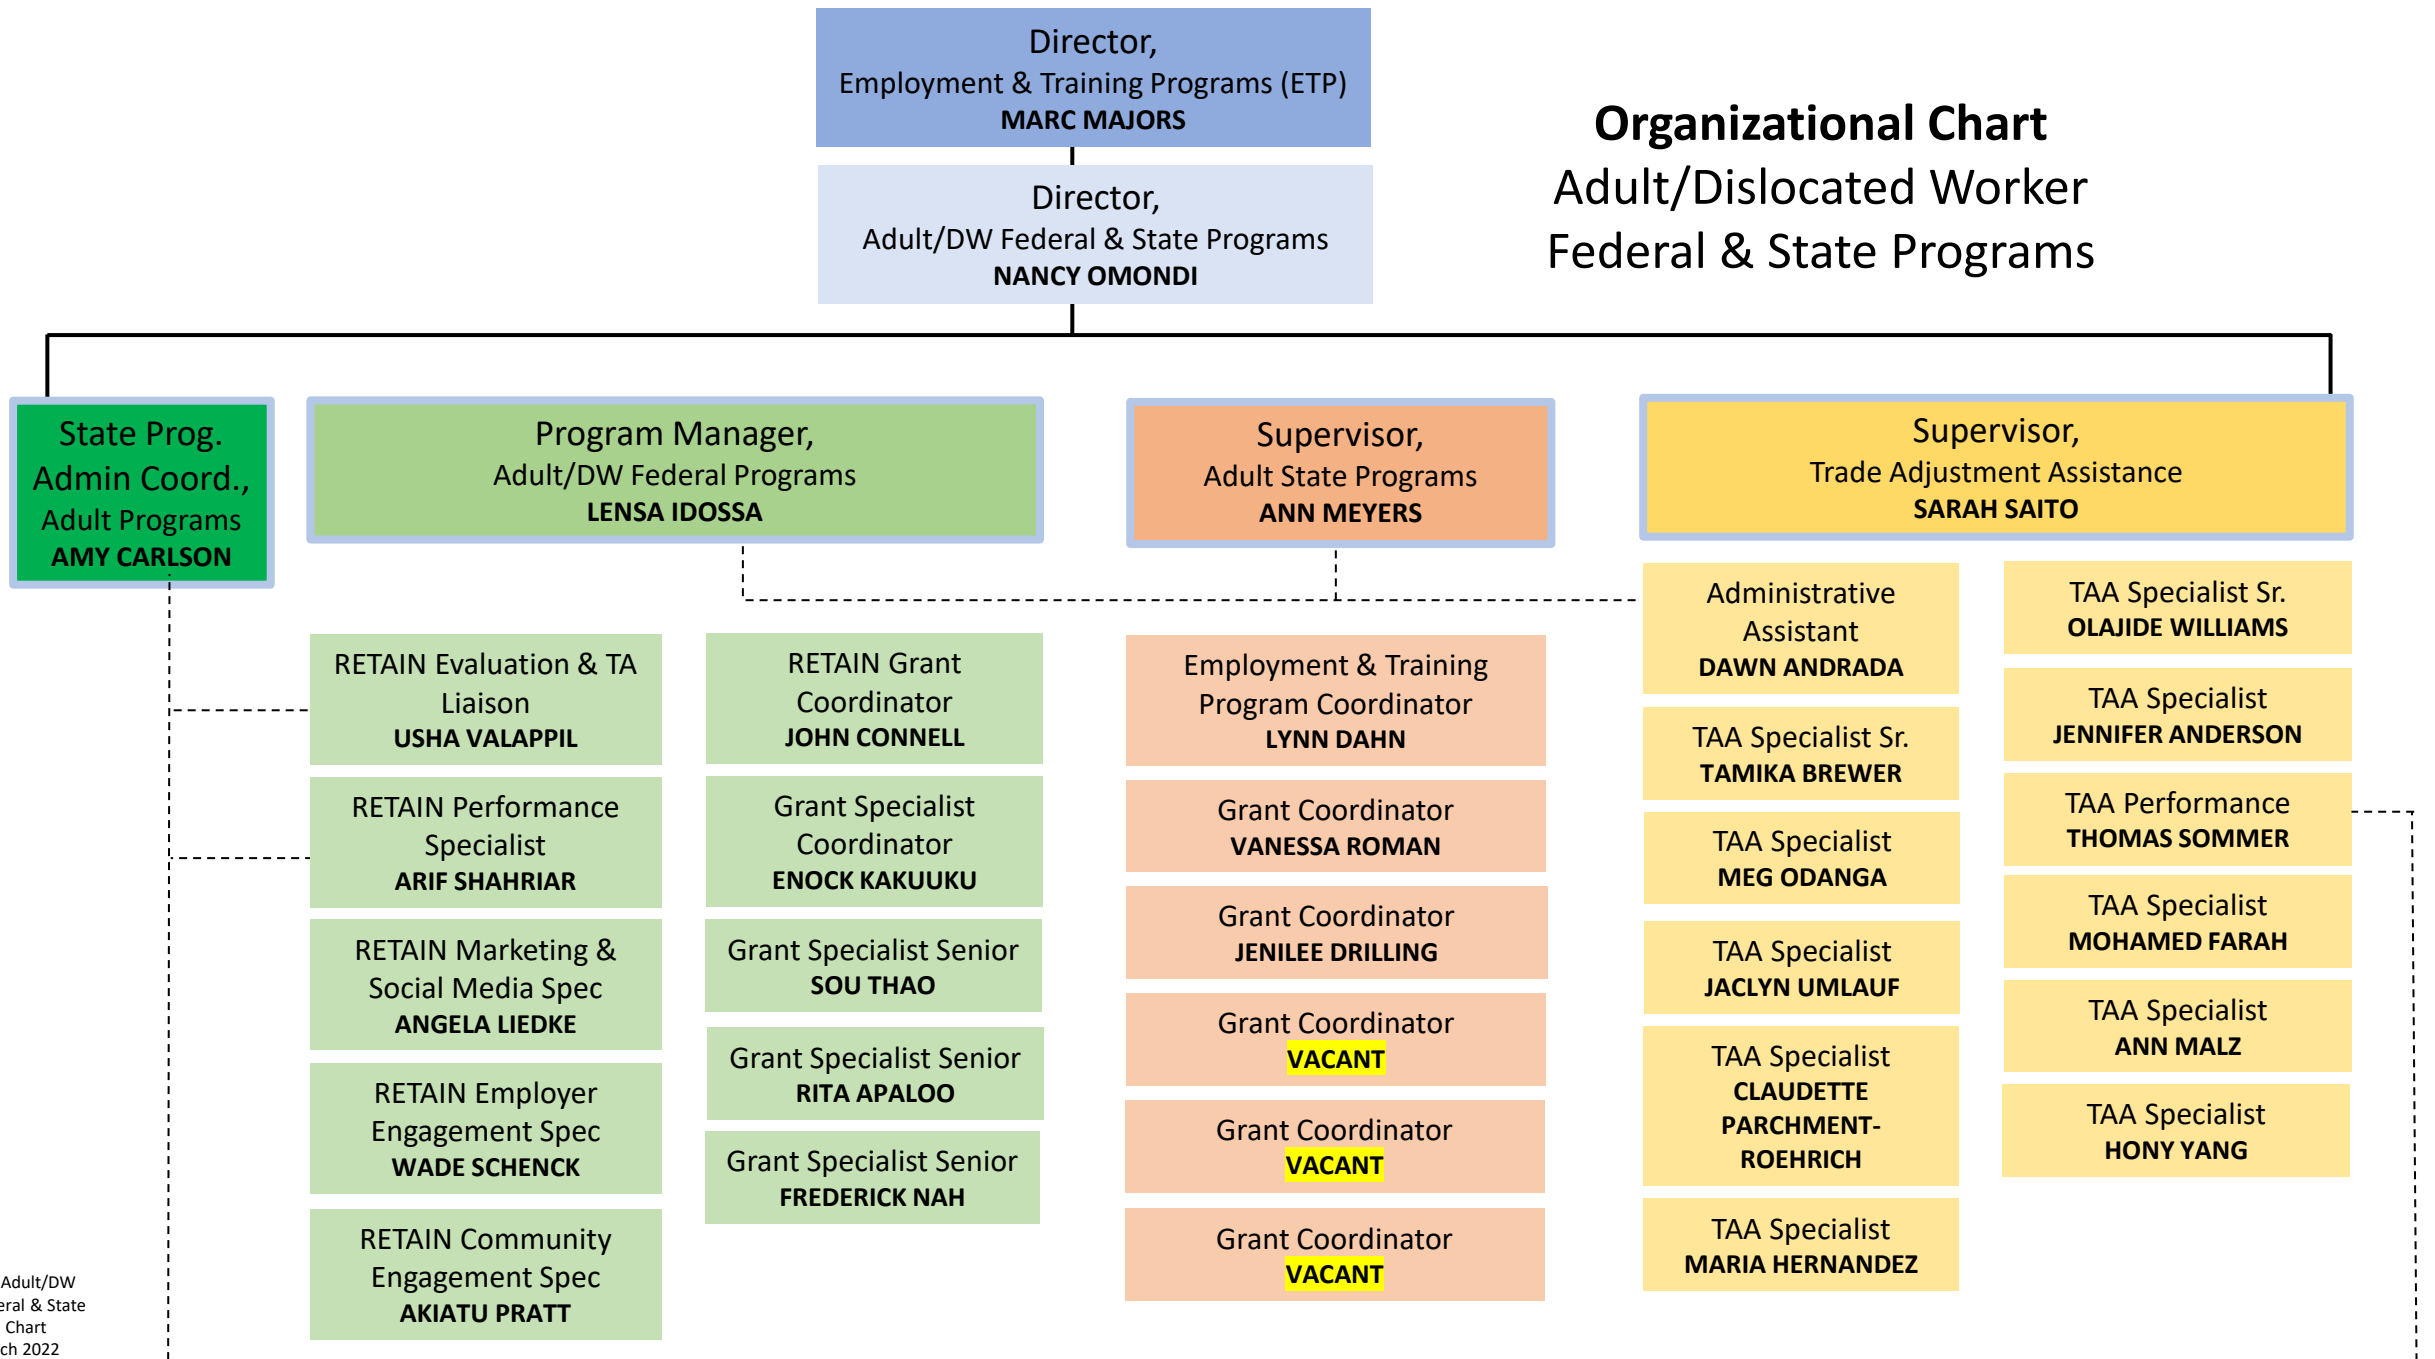 Director,
Employment & Training Programs (ETP)
MARC MAJORS
Director,
Adult/DW Federal & State Programs
NANCY OMONDI
Organizational Chart
Adult/Dislocated Worker
Federal & State Programs
State Prog.
Admin Coord.,
Adult Programs
AMY CARLSON
Program Manager,
Adult/DW Federal Programs
LENSA IDOSSA
Supervisor,
Adult State Programs
ANN MEYERS
Supervisor,
Trade Adjustment Assistance
SARAH SAITO
RETAIN Evaluation & TA
Liaison
USHA VALAPPIL
RETAIN Performance
Specialist
ARIF SHAHRIAR
RETAIN Marketing &
Social Media Spec
ANGELA LIEDKE
RETAIN Employer
Engagement Spec
WADE SCHENCK
RETAIN Community
Engagement Spec
AKIATU PRATT
RETAIN Grant
Coordinator
JOHN CONNELL
Grant Specialist
Coordinator
ENOCK KAKUUKU
Grant Specialist Senior
SOU THAO
Grant Specialist Senior
RITA APALOO
Grant Specialist Senior
FREDERICK NAH
Employment & Training
Program Coordinator
LYNN DAHN
Grant Coordinator
VANESSA ROMAN
Grant Coordinator
JENILEE DRILLING
Grant Coordinator
VACANT
Grant Coordinator
VACANT
Grant Coordinator
VACANT
Administrative
Assistant
DAWN ANDRADA
TAA Specialist Sr.
TAMIKA BREWER
TAA Specialist
MEG ODANGA
TAA Specialist
JACLYN UMLAUF
TAA Specialist
CLAUDETTE
PARCHMENT-
ROEHRICH
TAA Specialist
MARIA HERNANDEZ
TAA Specialist Sr.
OLAJIDE WILLIAMS
TAA Specialist
JENNIFER ANDERSON
TAA Performance
THOMAS SOMMER
TAA Specialist
MOHAMED FARAH
TAA Specialist
ANN MALZ
TAA Specialist
HONY YANG
Adult/DW
eral & State
Chart
ch 2022